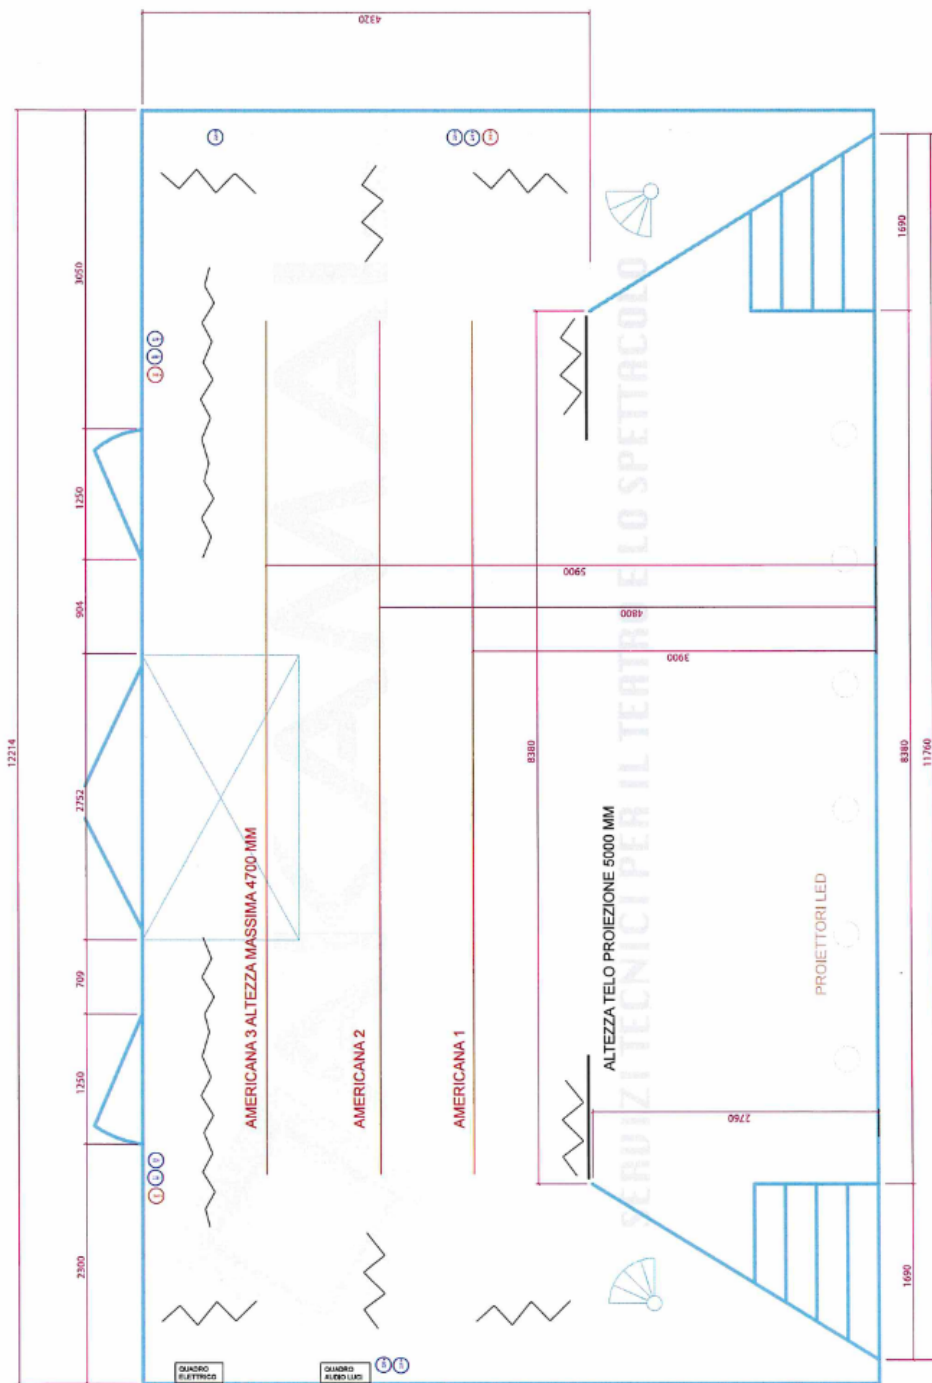 4320
12214
3050
1250
904
2752
709
1250
2300
1690
8380
11760
1690
5900
4800
3900
8380
2760
AMERICANA 3 ALTEZZA MASSIMA 4700 MM
AMERICANA 2
AMERICANA 1
ALTEZZA TELO PROIEZIONE 5000 MM
PROIETTORI LED
SERVIZI TECNICI PER IL TEATRO E LO SPETTACOLO
QUADRO
ELETTRICO
QUADRO
AUDIO LUCI